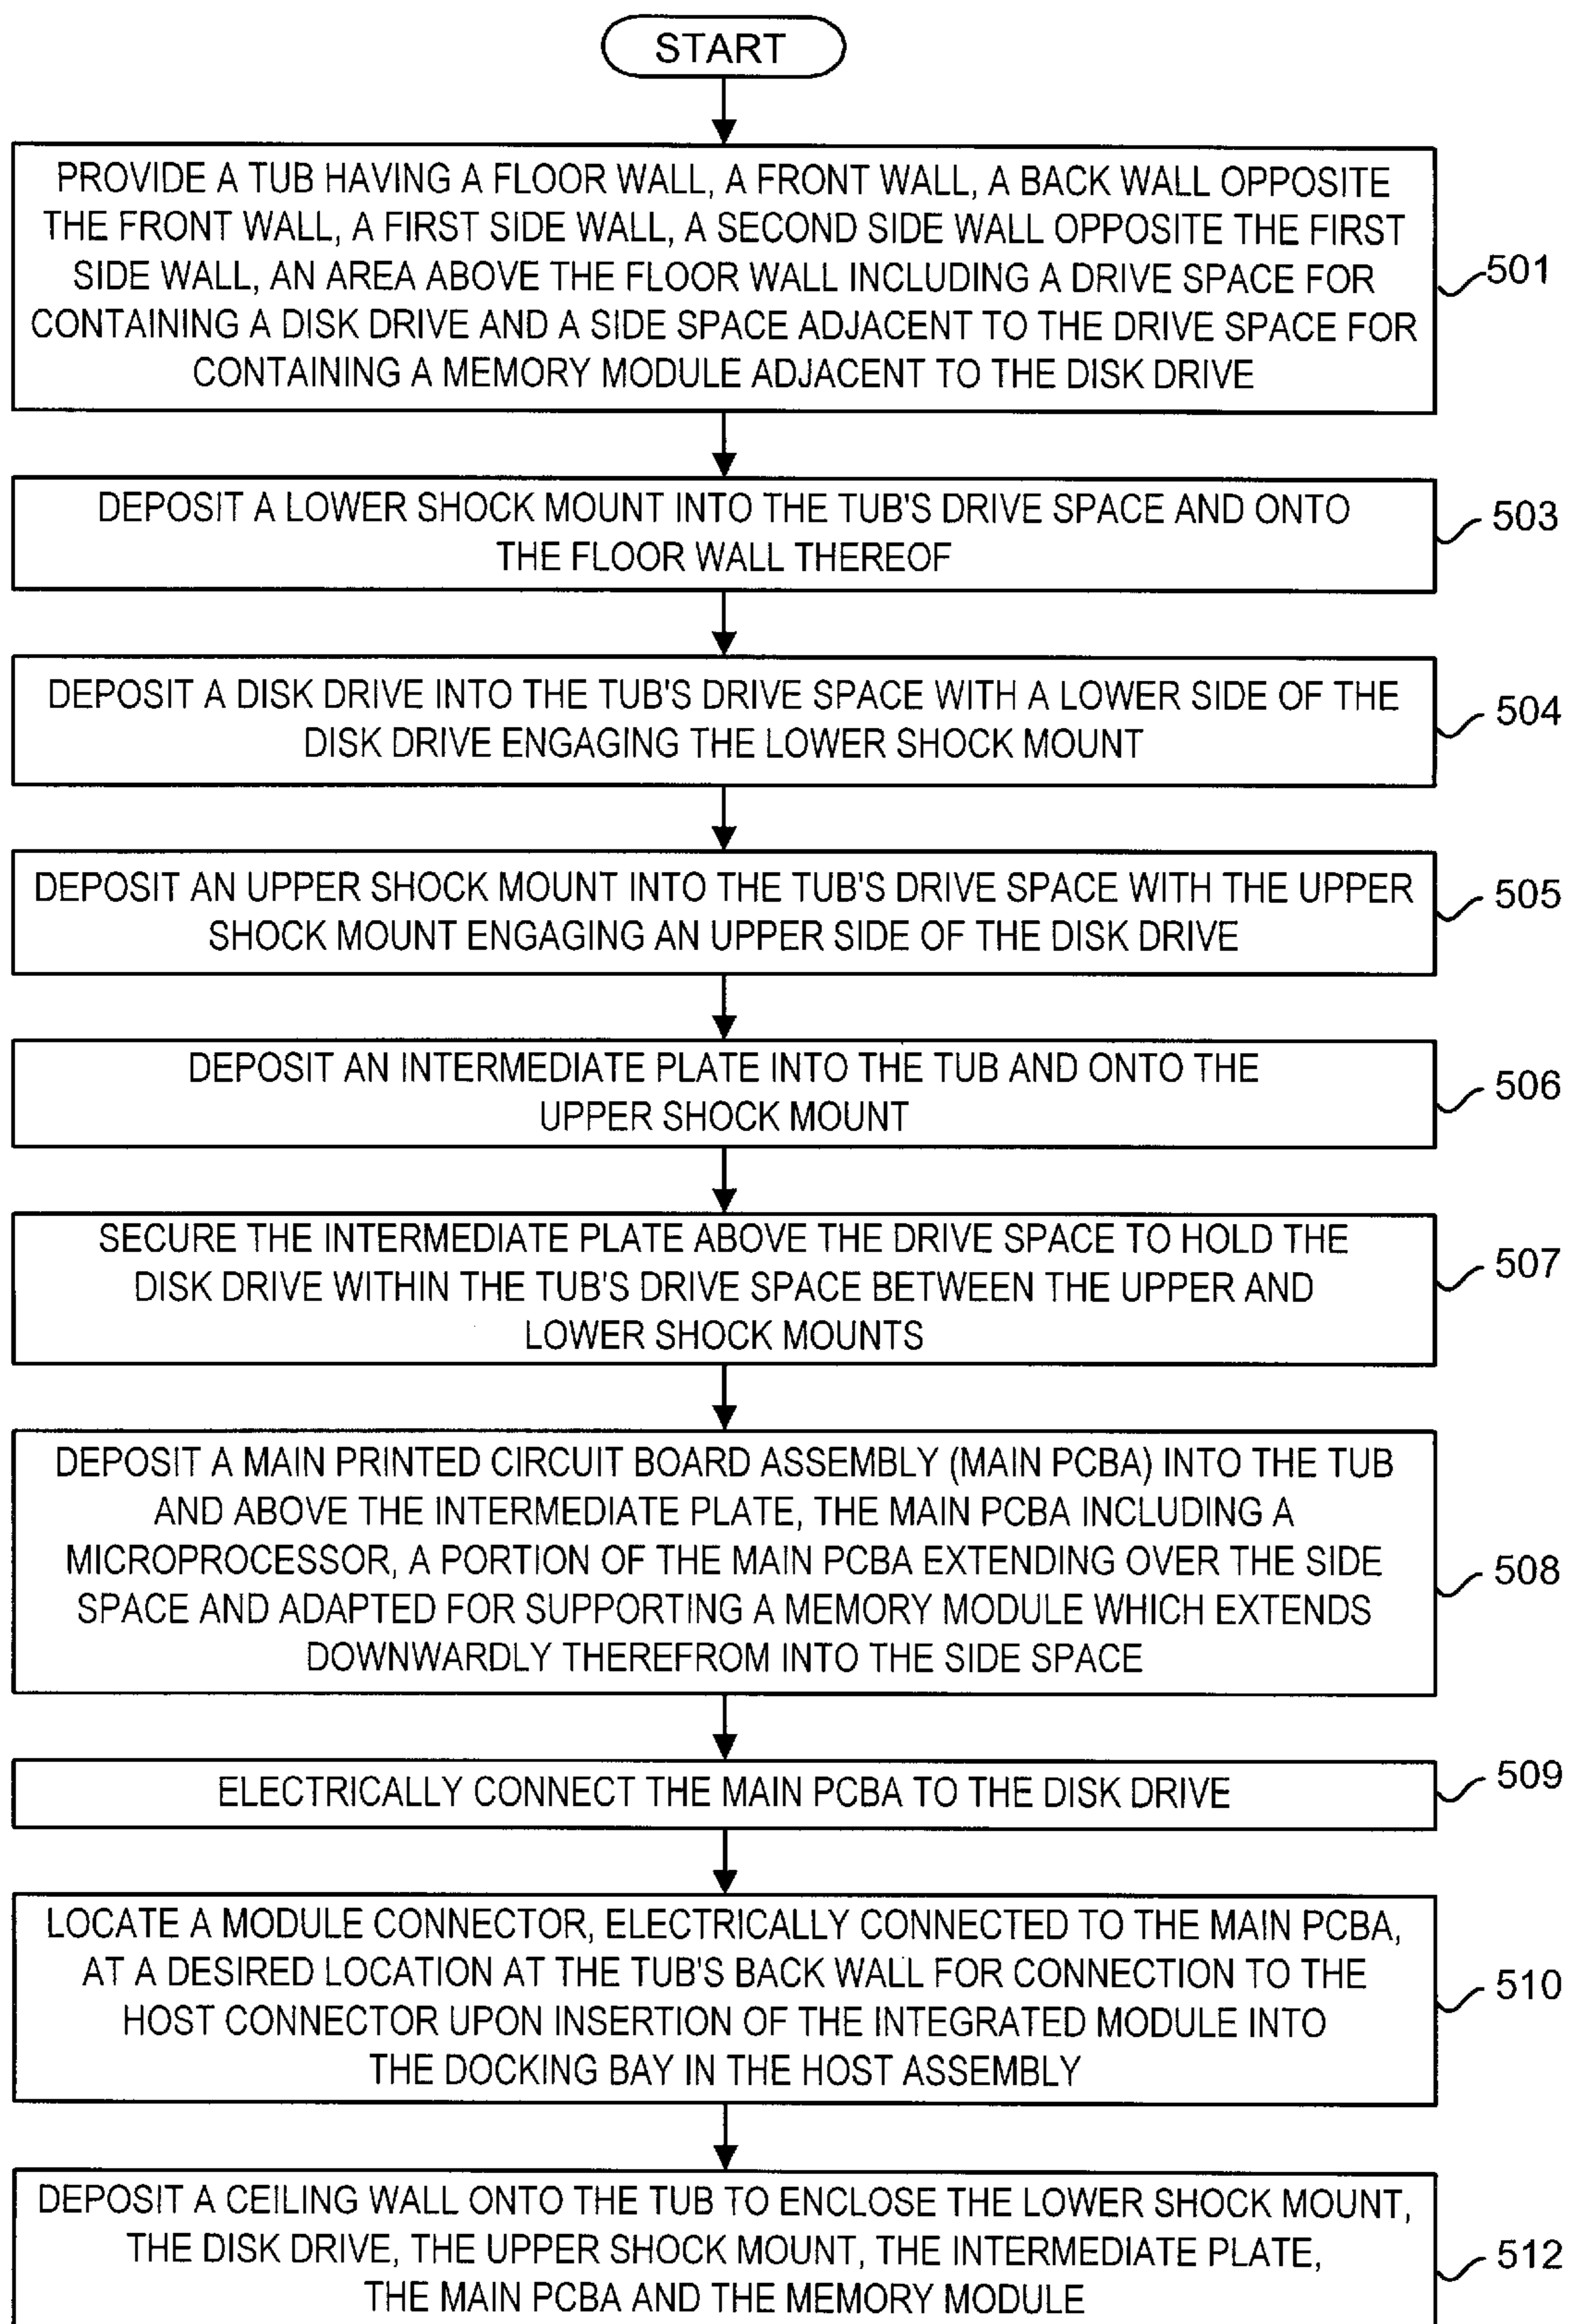 START
PROVIDE A TUB HAVING A FLOOR WALL, A FRONT WALL, A BACK WALL OPPOSITE
THE FRONT WALL, A FIRST SIDE WALL, A SECOND SIDE WALL OPPOSITE THE FIRST
SIDE WALL, AN AREA ABOVE THE FLOOR WALL INCLUDING A DRIVE SPACE FOR
CONTAINING A DISK DRIVE AND A SIDE SPACE ADJACENT TO THE DRIVE SPACE FOR
CONTAINING A MEMORY MODULE ADJACENT TO THE DISK DRIVE
501
DEPOSIT A LOWER SHOCK MOUNT INTO THE TUB'S DRIVE SPACE AND ONTO
THE FLOOR WALL THEREOF
503
DEPOSIT A DISK DRIVE INTO THE TUB'S DRIVE SPACE WITH A LOWER SIDE OF THE
DISK DRIVE ENGAGING THE LOWER SHOCK MOUNT
504
DEPOSIT AN UPPER SHOCK MOUNT INTO THE TUB'S DRIVE SPACE WITH THE UPPER
SHOCK MOUNT ENGAGING AN UPPER SIDE OF THE DISK DRIVE
505
DEPOSIT AN INTERMEDIATE PLATE INTO THE TUB AND ONTO THE
UPPER SHOCK MOUNT
506
SECURE THE INTERMEDIATE PLATE ABOVE THE DRIVE SPACE TO HOLD THE
DISK DRIVE WITHIN THE TUB'S DRIVE SPACE BETWEEN THE UPPER AND
LOWER SHOCK MOUNTS
507
DEPOSIT A MAIN PRINTED CIRCUIT BOARD ASSEMBLY (MAIN PCBA) INTO THE TUB
AND ABOVE THE INTERMEDIATE PLATE, THE MAIN PCBA INCLUDING A
MICROPROCESSOR, A PORTION OF THE MAIN PCBA EXTENDING OVER THE SIDE
SPACE AND ADAPTED FOR SUPPORTING A MEMORY MODULE WHICH EXTENDS
DOWNWARDLY THEREFROM INTO THE SIDE SPACE
508
ELECTRICALLY CONNECT THE MAIN PCBA TO THE DISK DRIVE
509
LOCATE A MODULE CONNECTOR, ELECTRICALLY CONNECTED TO THE MAIN PCBA,
AT A DESIRED LOCATION AT THE TUB'S BACK WALL FOR CONNECTION TO THE
HOST CONNECTOR UPON INSERTION OF THE INTEGRATED MODULE INTO
THE DOCKING BAY IN THE HOST ASSEMBLY
510
DEPOSIT A CEILING WALL ONTO THE TUB TO ENCLOSE THE LOWER SHOCK MOUNT,
THE DISK DRIVE, THE UPPER SHOCK MOUNT, THE INTERMEDIATE PLATE,
THE MAIN PCBA AND THE MEMORY MODULE
512